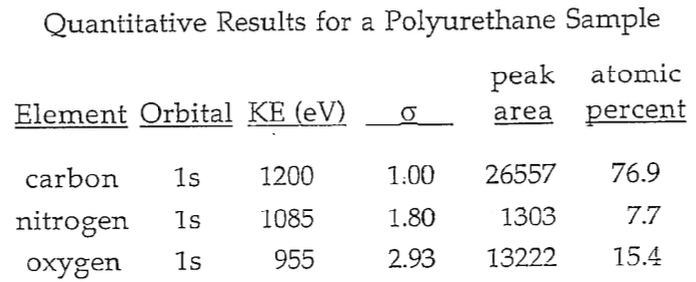 Quantitative Results for a Polyurethane Sample
peak atomic
Element Orbital KE (eV) σ area percent
carbon 1s 1200 1.00 26557 76.9
nitrogen 1s 1085 1.80 1303 7.7
oxygen 1s 955 2.93 13222 15.4